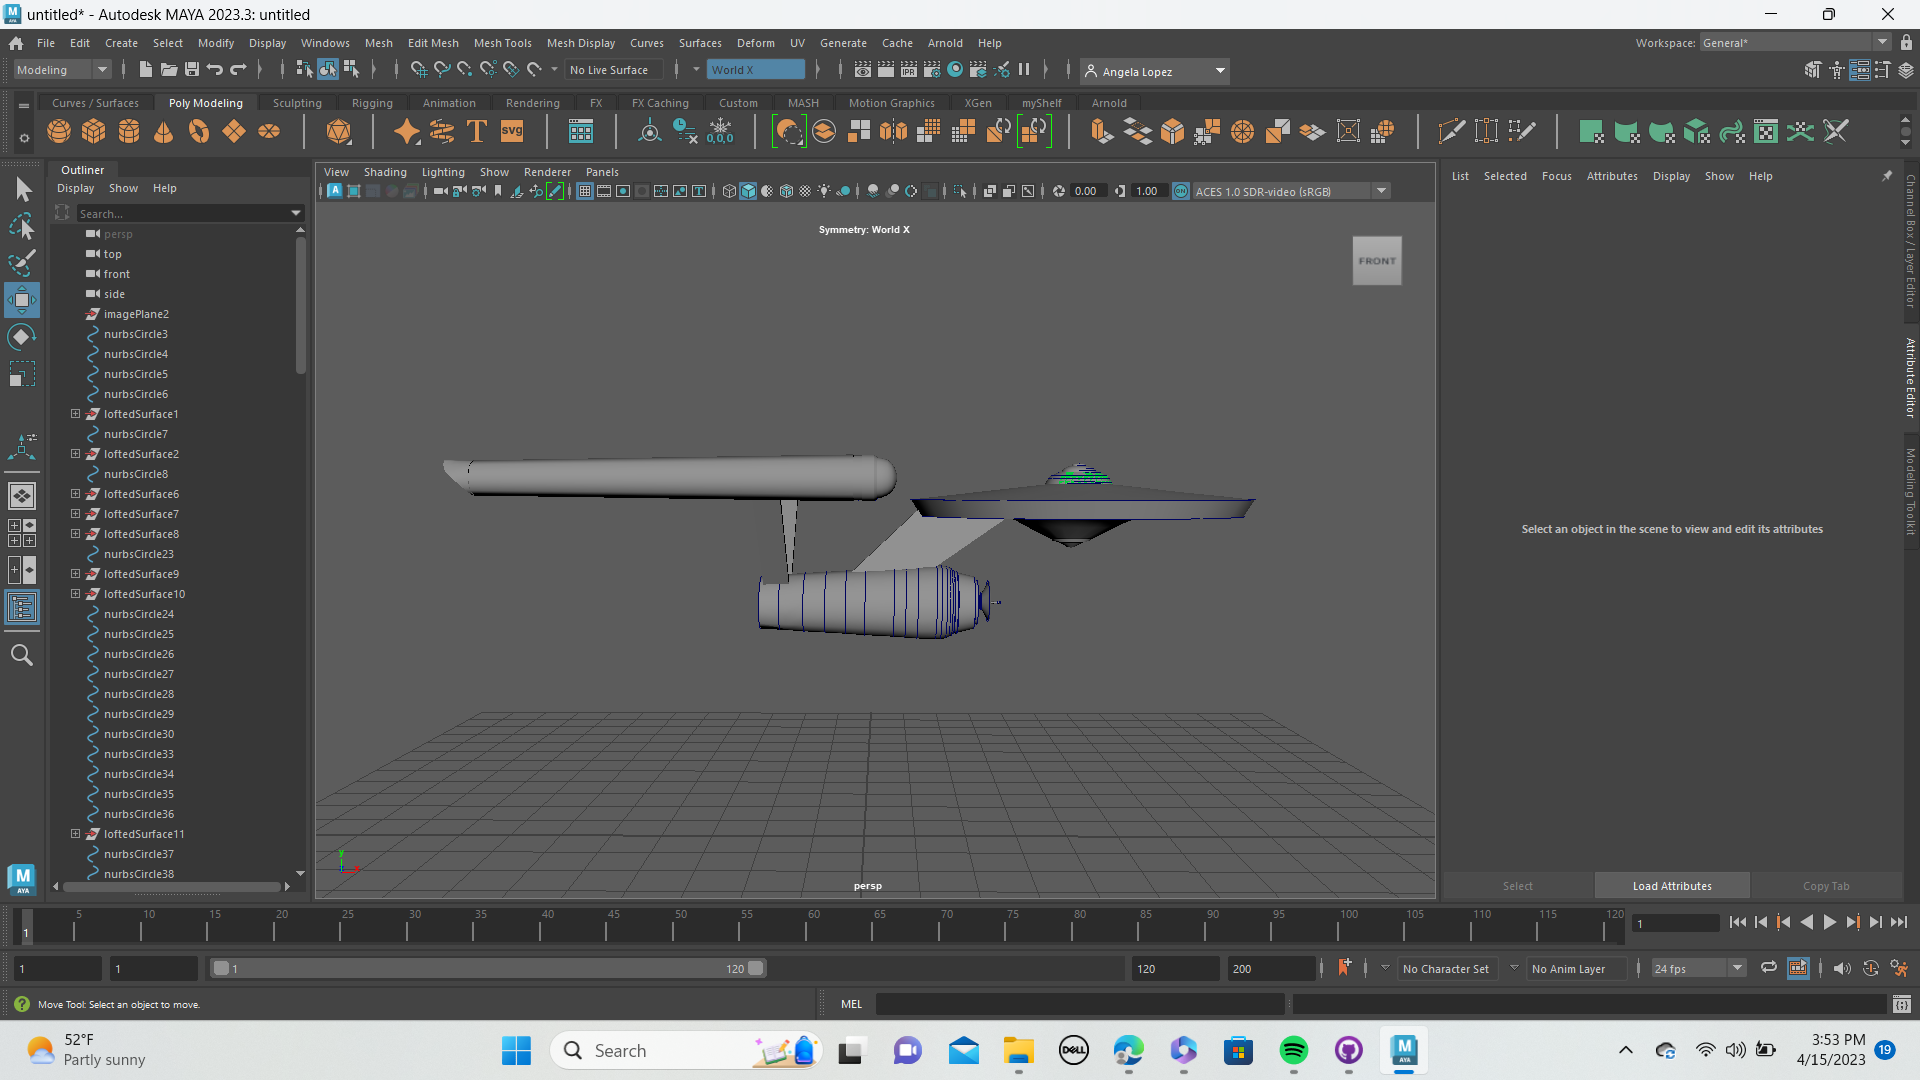 untitled* - Autodesk MAYA 2023.3: untitled
File Edit Create Select Modify Display Windows Mesh Edit Mesh Mesh Tools Mesh Display Curves Surfaces Deform UV Generate Cache Arnold Help
Workspace: General*
Modeling No Live Surface World X IPR Angela Lopez
Curves / Surfaces Poly Modeling Sculpting Rigging Animation Rendering FX FX Caching Custom MASH Motion Graphics XGen myShelf Arnold
T SVG 0,0,0
Outliner
Display Show Help
Search...
persp
top
front
side
imagePlane2
nurbsCircle3
nurbsCircle4
nurbsCircle5
nurbsCircle6
loftedSurface1
nurbsCircle7
loftedSurface2
nurbsCircle8
loftedSurface6
loftedSurface7
loftedSurface8
nurbsCircle23
loftedSurface9
loftedSurface10
nurbsCircle24
nurbsCircle25
nurbsCircle26
nurbsCircle27
nurbsCircle28
nurbsCircle29
nurbsCircle30
nurbsCircle33
nurbsCircle34
nurbsCircle35
nurbsCircle36
loftedSurface11
nurbsCircle37
nurbsCircle38
View Shading Lighting Show Renderer Panels
0.00 1.00 ON ACES 1.0 SDR-video (sRGB)
Symmetry: World X
FRONT
y
persp
List Selected Focus Attributes Display Show Help
Select an object in the scene to view and edit its attributes
Select Load Attributes Copy Tab
Channel Box / Layer Editor
Attribute Editor
Modeling Toolkit
M
AYA
5 10 15 20 25 30 35 40 45 50 55 60 65 70 75 80 85 90 95 100 105 110 115 120
1
1
1 1 1 120 120 200 No Character Set No Anim Layer 24 fps
Move Tool: Select an object to move.
MEL
52°F
Partly sunny
Search
DELL
M
AYA
3:53 PM
4/15/2023
19